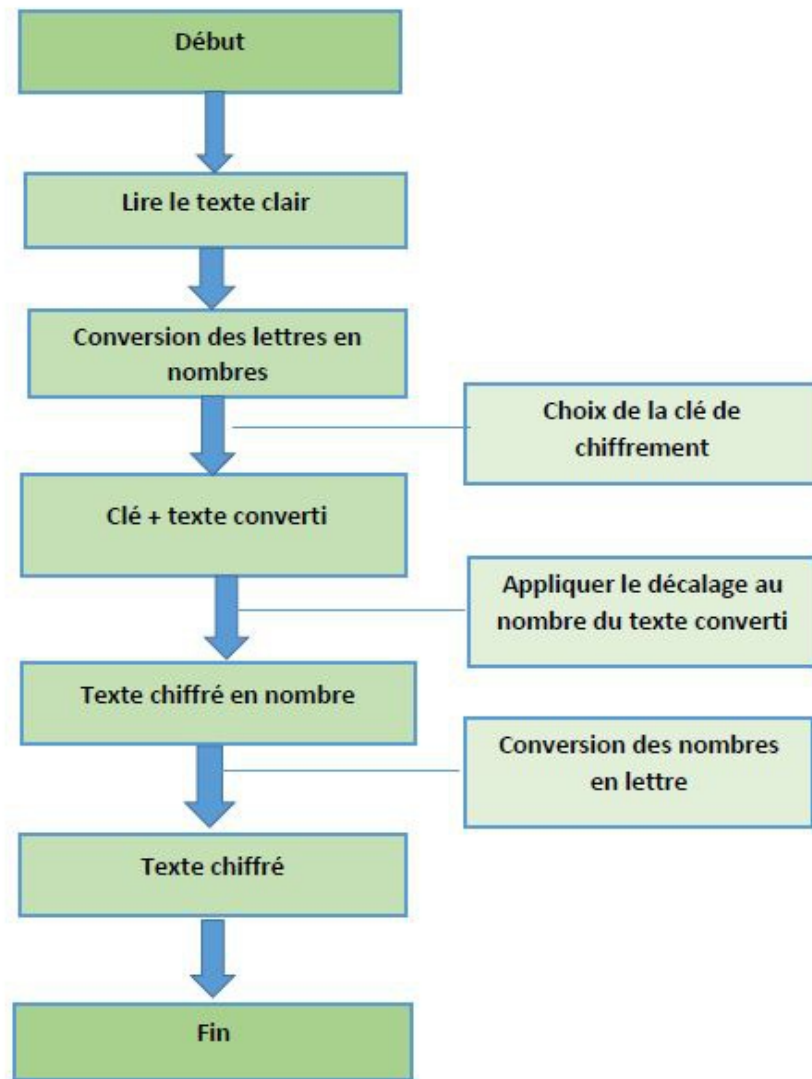 Début
Lire le texte clair
Conversion des lettres en
nombres
Choix de la clé de
chiffrement
Clé + texte converti
Appliquer le décalage au
nombre du texte converti
Texte chiffré en nombre
Conversion des nombres
en lettre
Texte chiffré
Fin